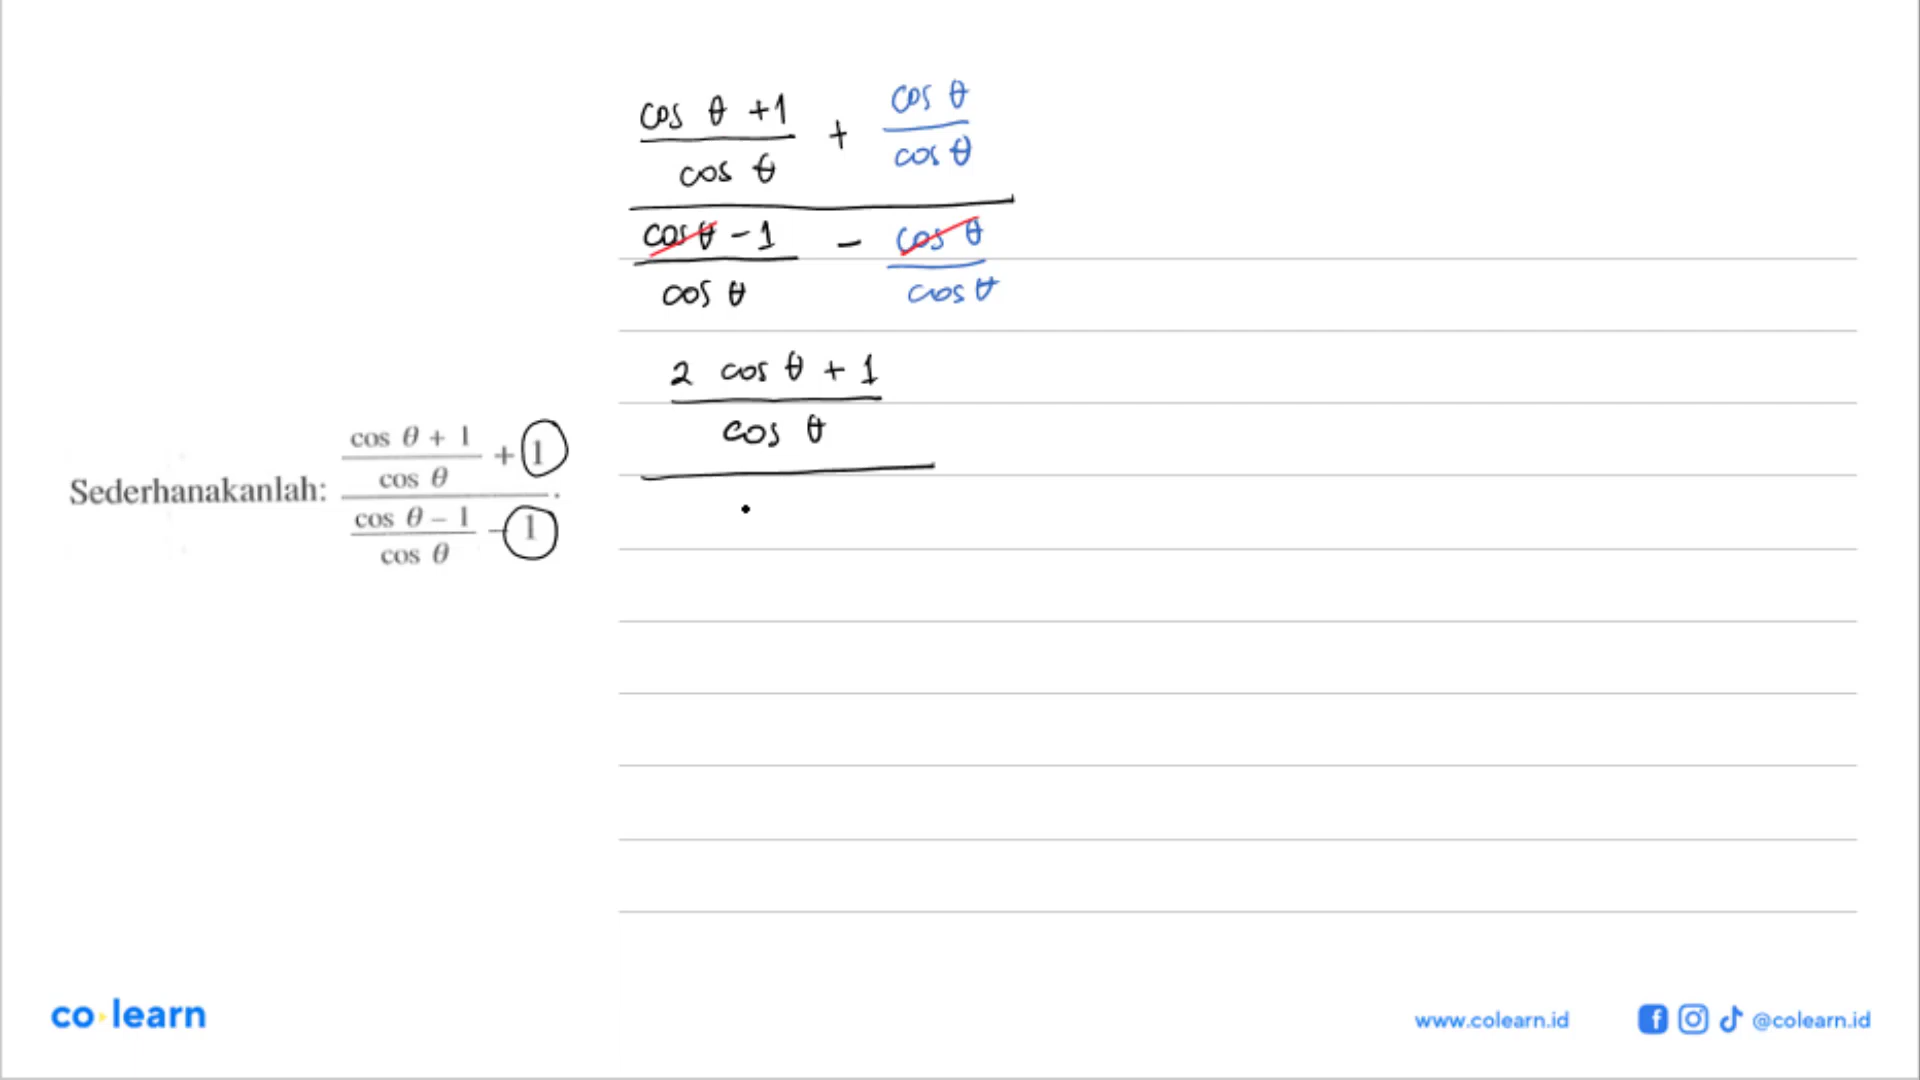 cos θ +1 + cos θ
cos θ cos θ
cos θ - 1 - cos θ
cos θ cos θ
2 cos θ + 1
cos θ
cos θ + 1 + 1
cos θ
Sederhanakanlah: .
cos θ – 1 – 1
cos θ
co learn
www.colearn.id @colearn.id